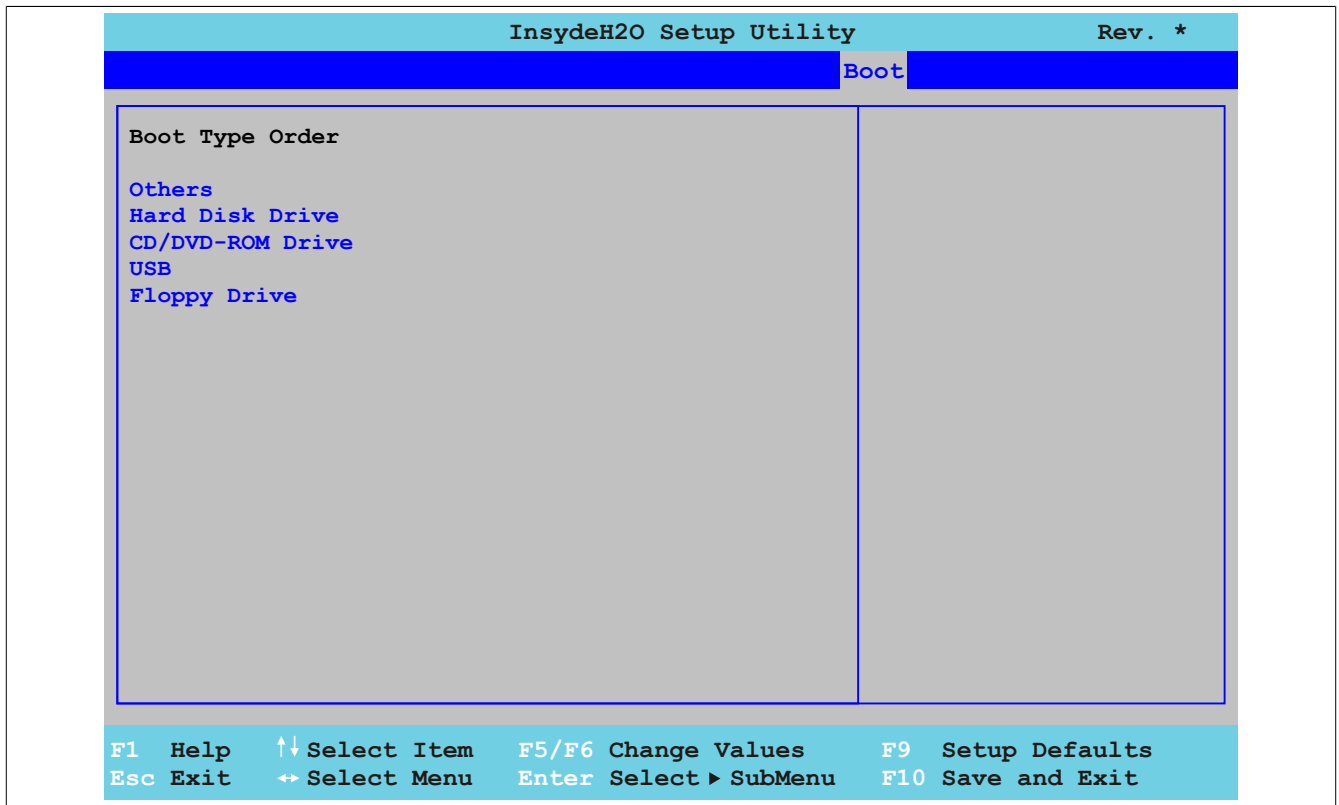 InsydeH2O Setup Utility Rev. *
Boot
Boot Type Order
Others
Hard Disk Drive
CD/DVD-ROM Drive
USB
Floppy Drive
F1 Help ↑↓ Select Item F5/F6 Change Values F9 Setup Defaults
Esc Exit ↔ Select Menu Enter Select ▶ SubMenu F10 Save and Exit